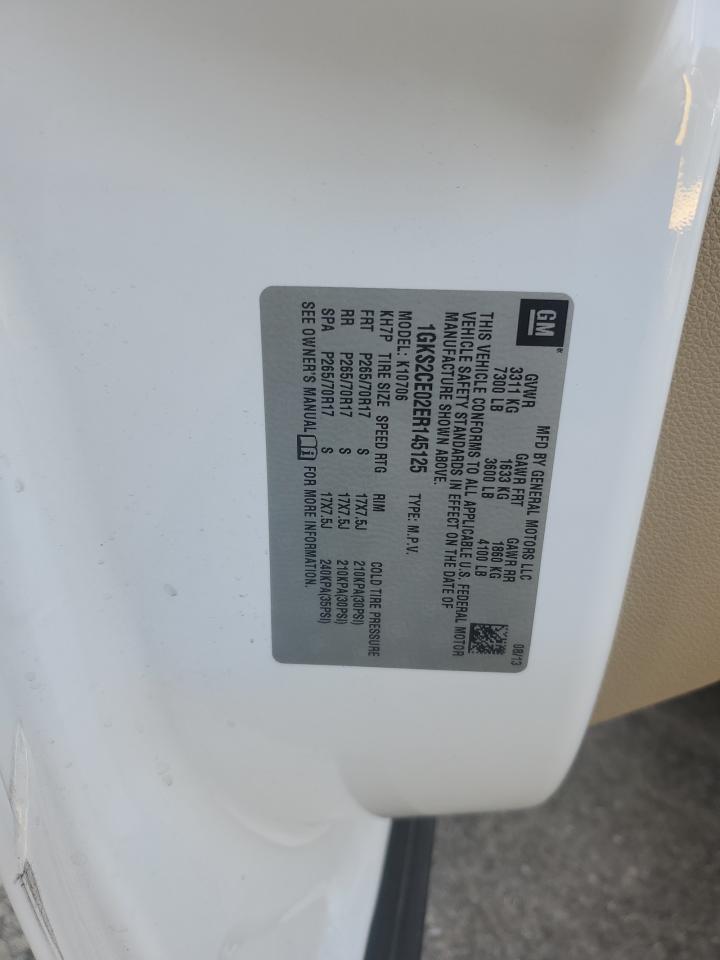 GM®
MFD BY GENERAL MOTORS LLC 08/13
GVWR GAWR FRT GAWR RR
3311 KG 1633 KG 1860 KG
7300 LB 3600 LB 4100 LB
THIS VEHICLE CONFORMS TO ALL APPLICABLE U.S. FEDERAL MOTOR
VEHICLE SAFETY STANDARDS IN EFFECT ON THE DATE OF
MANUFACTURE SHOWN ABOVE.
1GKS2CE02ER145125 TYPE: M.P.V.
MODEL: K10706
KH7P TIRE SIZE SPEED RTG RIM COLD TIRE PRESSURE
FRT P265/70R17 S 17X7.5J 210KPA(30PSI)
RR P265/70R17 S 17X7.5J 210KPA(30PSI)
SPA P265/70R17 S 17X7.5J 240KPA(35PSI)
SEE OWNER'S MANUAL i FOR MORE INFORMATION.